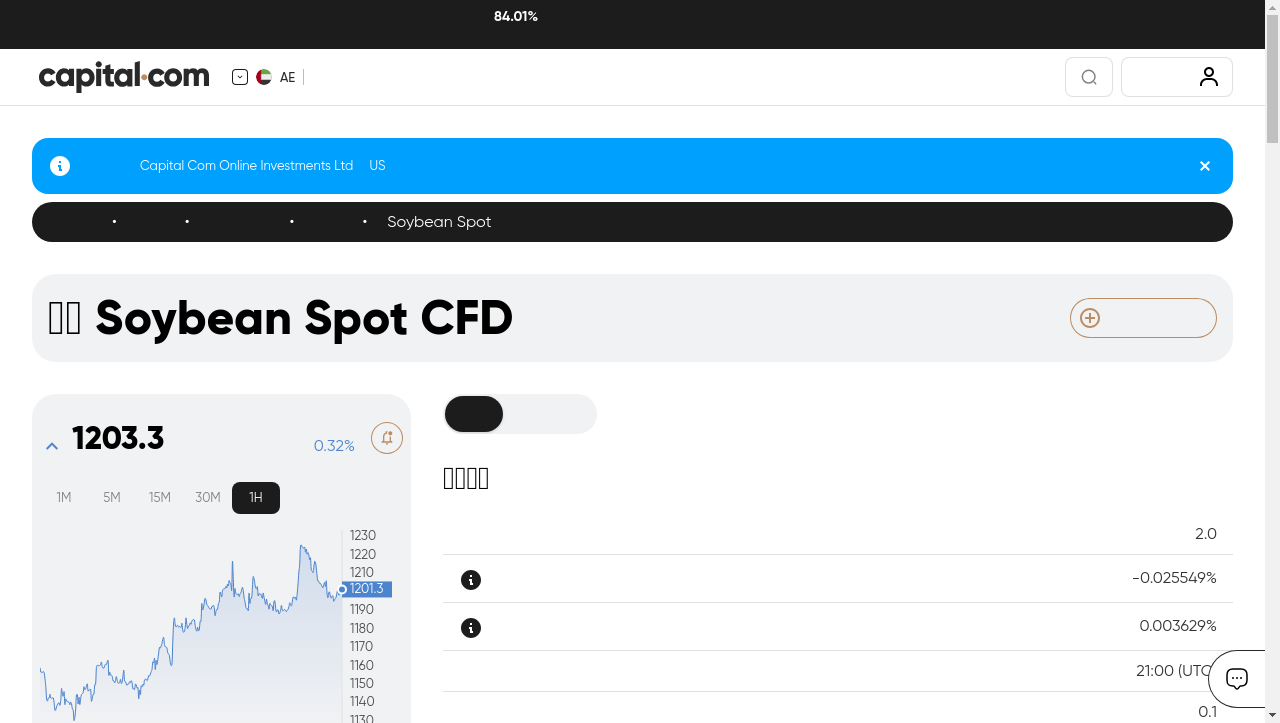 84.01%
capital.com
AE
Capital Com Online Investments Ltd US
Soybean Spot
Soybean Spot CFD
1203.3
0.32%
1M 5M 15M 30M 1H
1230
1220
1210
1201.3
1190
1180
1170
1160
1150
1140
1130
2.0
-0.025549%
0.003629%
21:00 (UTC
0.1